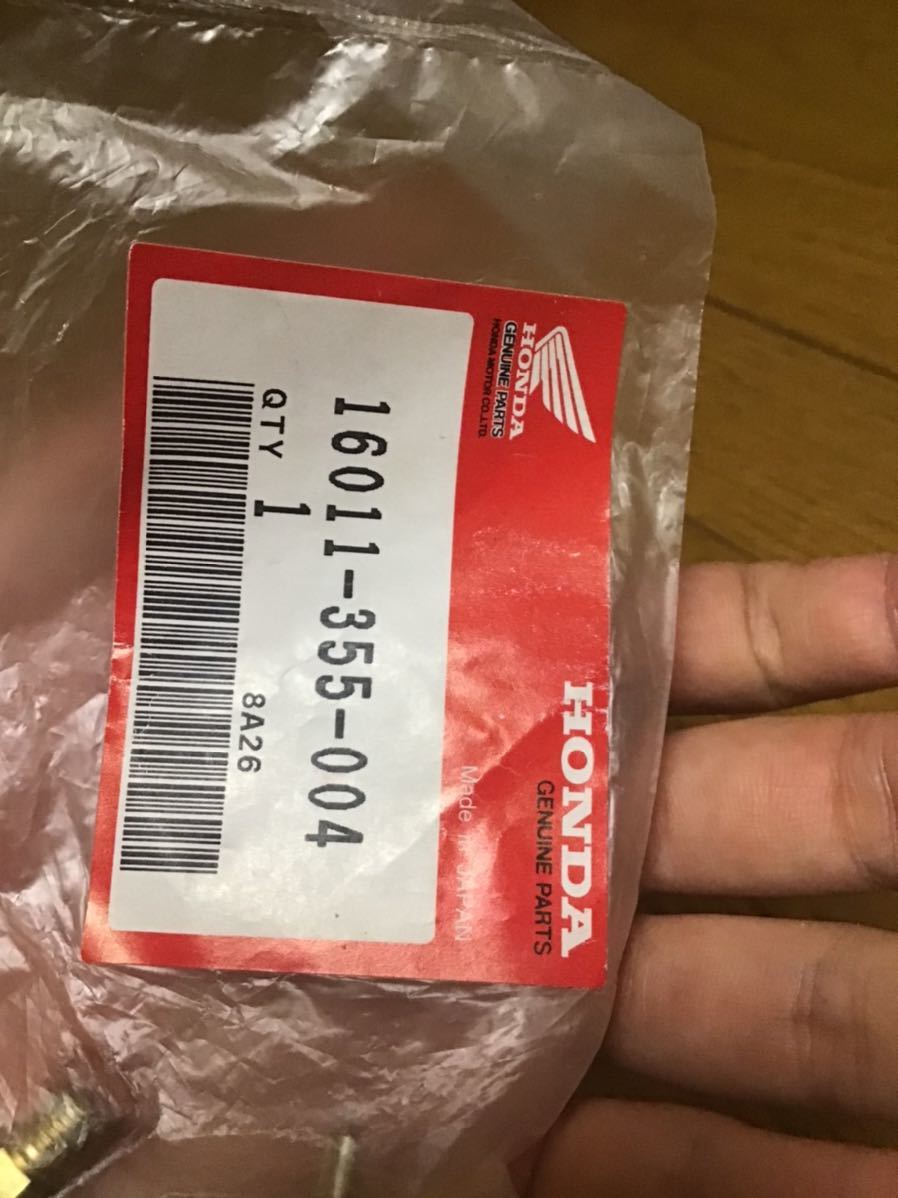 HONDA
GENUINE PARTS
HONDA MOTOR CO.,LTD.
HONDA
GENUINE PARTS
Made in JAPAN
16011-355-004
QTY 1
8A26